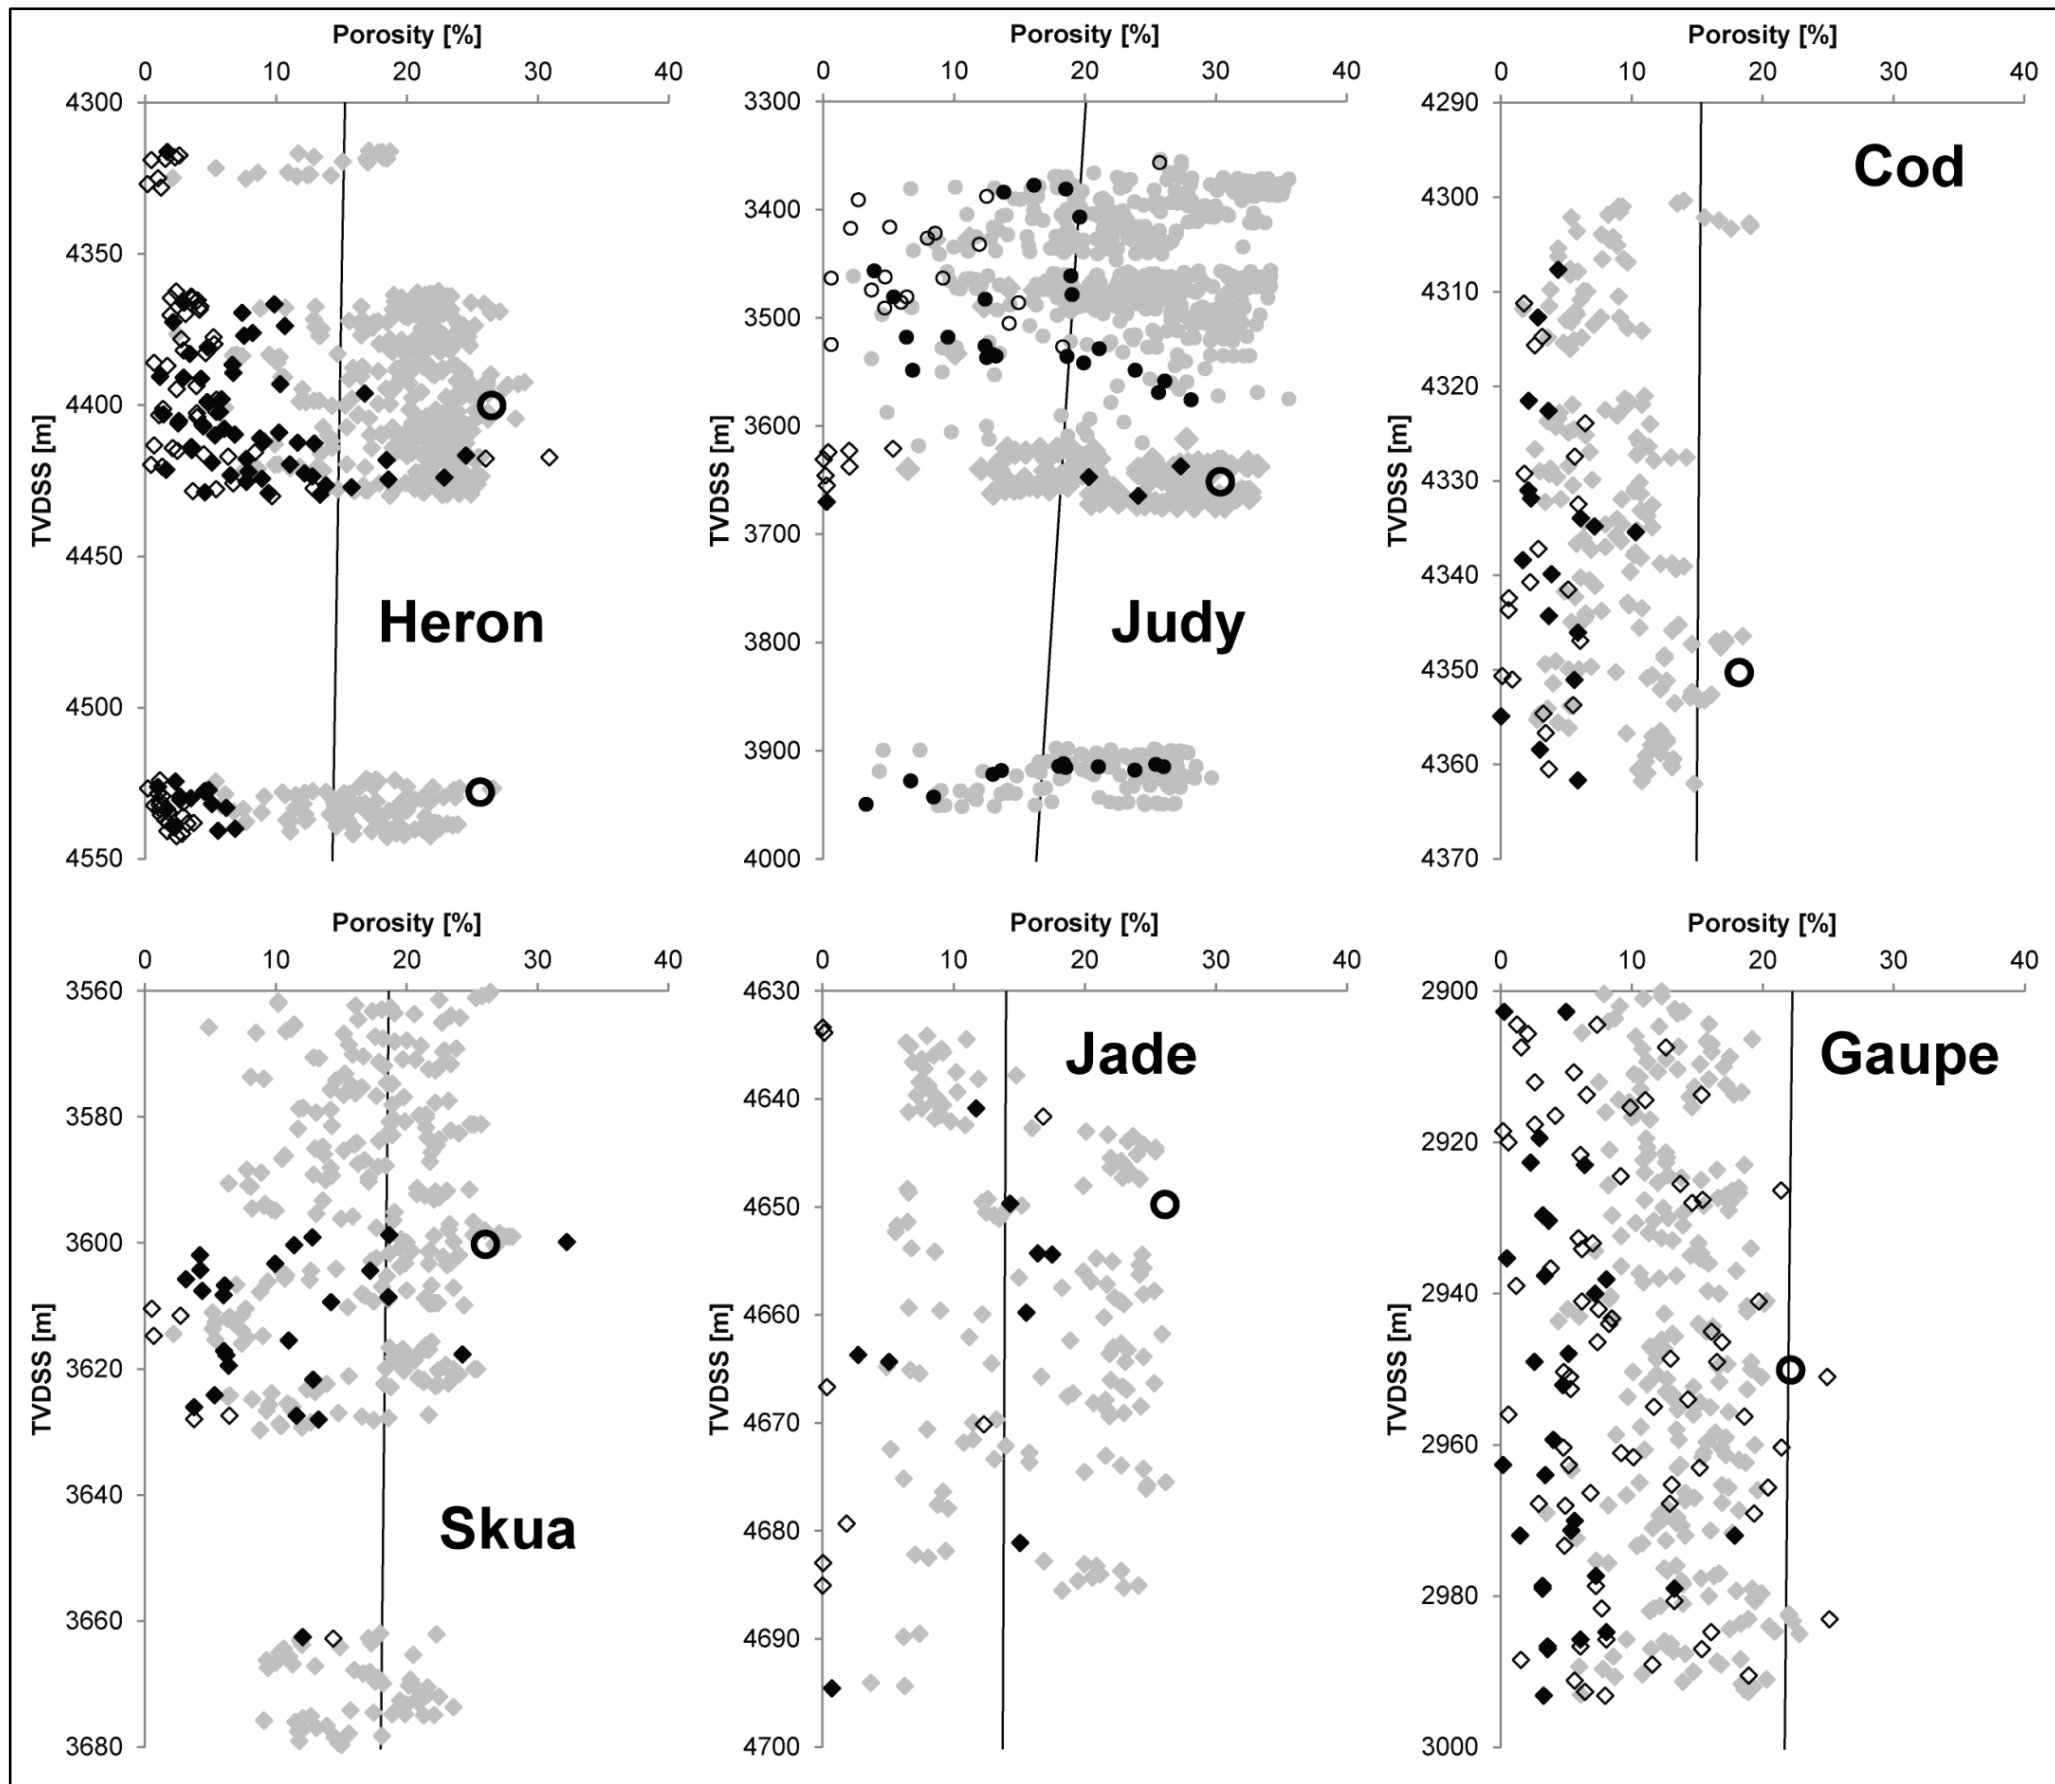 Porosity [%] Porosity [%] Porosity [%]
0 10 20 30 40 0 10 20 30 40 0 10 20 30 40
4300 3300 4290
Cod
4300
3400
4310
4350
3500
4320
4400 3600
TVDSS [m] TVDSS [m] TVDSS [m]
4330
3700
4450
4340
Heron Judy
3800
4350
4500
3900
4360
4550 4000 4370
Porosity [%] Porosity [%] Porosity [%]
0 10 20 30 40 0 10 20 30 40 0 10 20 30 40
3560 4630 2900
Jade Gaupe
4640
3580
2920
4650
3600
2940
4660
TVDSS [m] TVDSS [m] TVDSS [m]
3620
4670
2960
3640
Skua
4680
2980
3660
4690
3680 4700 3000